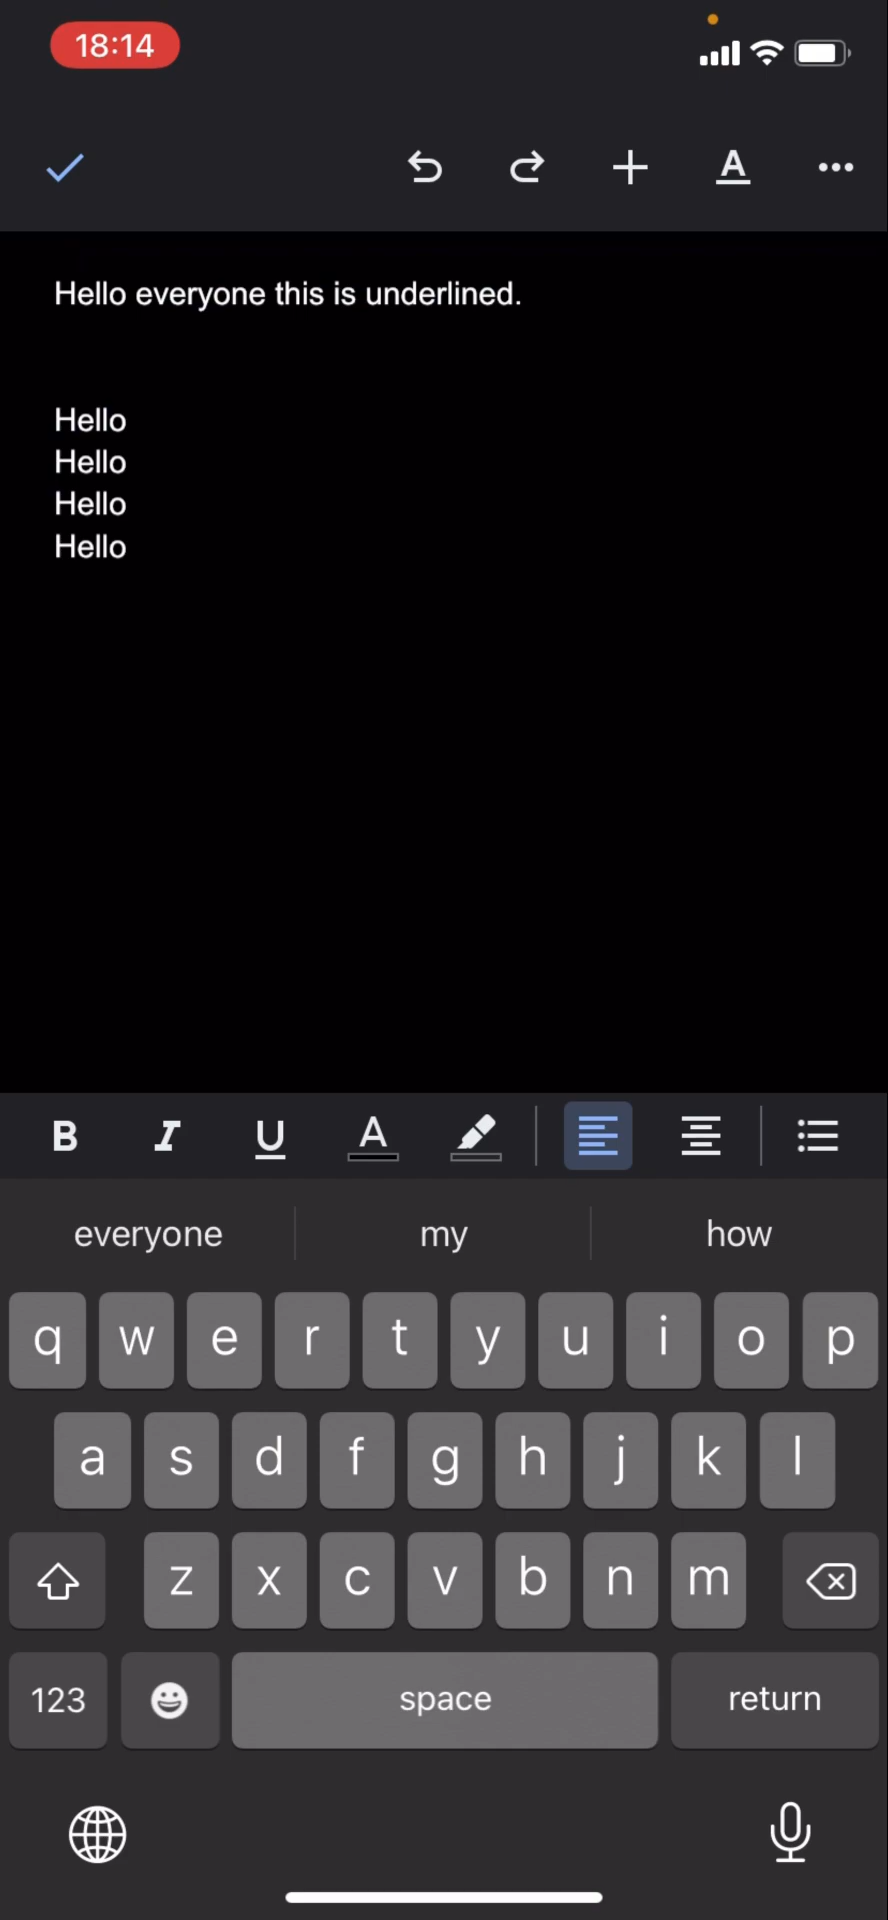 18:14
A
Hello everyone this is underlined.
Hello
Hello
Hello
Hello
B I U A
everyone my how
q w e r t y u i o p
a s d f g h j k l
z x c v b n m
123 space return